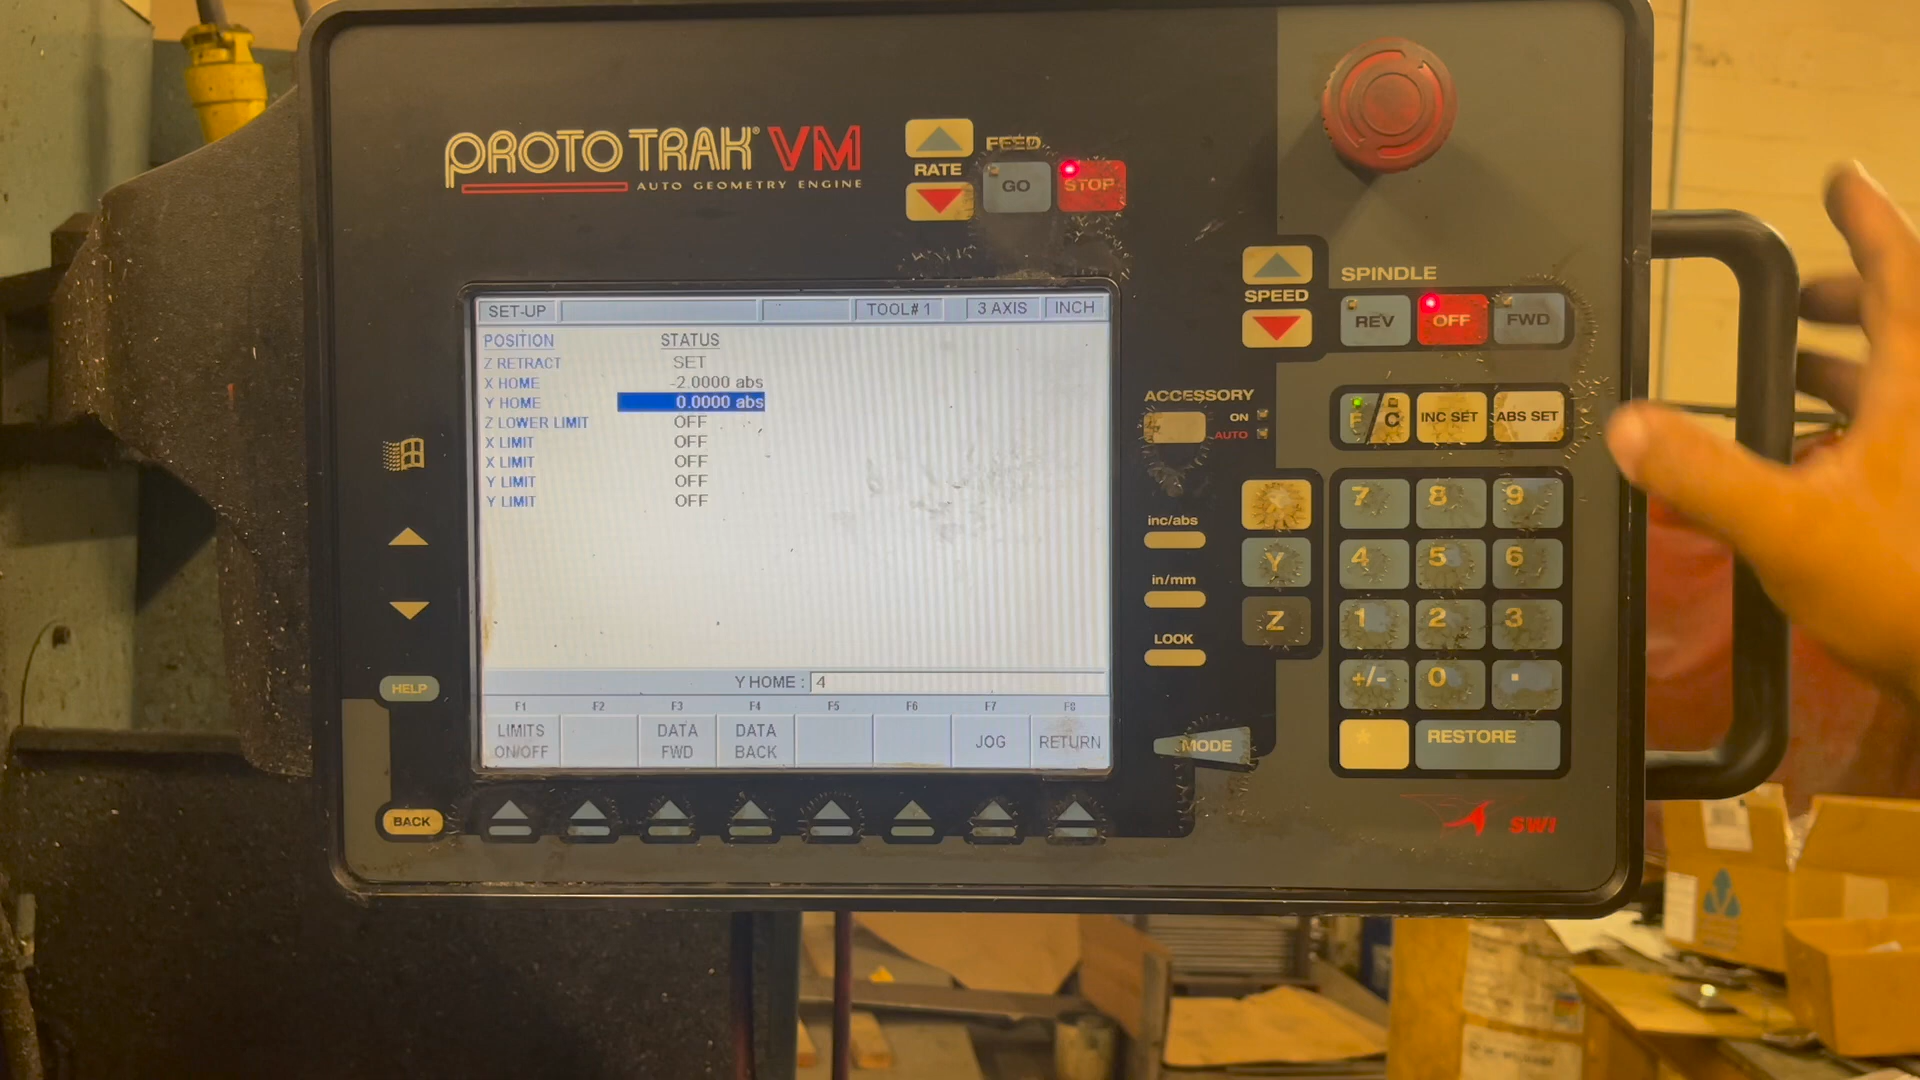 PROTO TRAK® VM
AUTO GEOMETRY ENGINE
RATE
FEED
GO
STOP
SET-UP
TOOL# 1
3 AXIS
INCH
POSITION STATUS
Z RETRACT SET
X HOME -2.0000 abs
Y HOME 0.0000 abs
Z LOWER LIMIT OFF
X LIMIT OFF
X LIMIT OFF
Y LIMIT OFF
Y LIMIT OFF
Y HOME : 4
F1 F2 F3 F4 F5 F6 F7 F8
LIMITS ON/OFF
DATA FWD
DATA BACK
JOG
RETURN
HELP
BACK
SPEED
SPINDLE
REV
OFF
FWD
ACCESSORY
ON
AUTO
F/C
INC SET
ABS SET
inc/abs
in/mm
LOOK
MODE
X
Y
Z
7 8 9
4 5 6
1 2 3
+/- 0 .
*
RESTORE
SWI